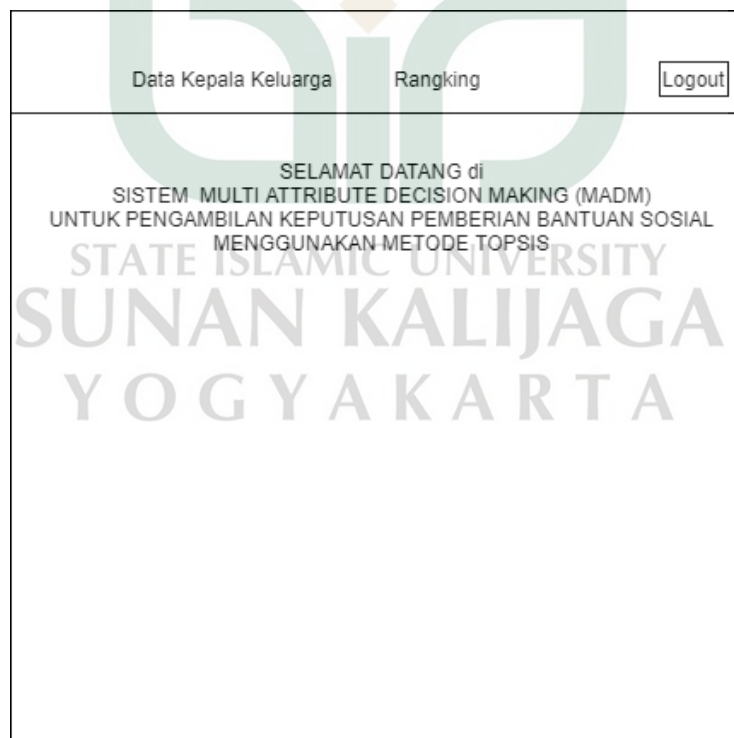 Data Kepala Keluarga Rangking Logout
SELAMAT DATANG di
SISTEM MULTI ATTRIBUTE DECISION MAKING (MADM)
UNTUK PENGAMBILAN KEPUTUSAN PEMBERIAN BANTUAN SOSIAL
MENGGUNAKAN METODE TOPSIS
STATE ISLAMIC UNIVERSITY
SUNAN KALIJAGA
YOGYAKARTA